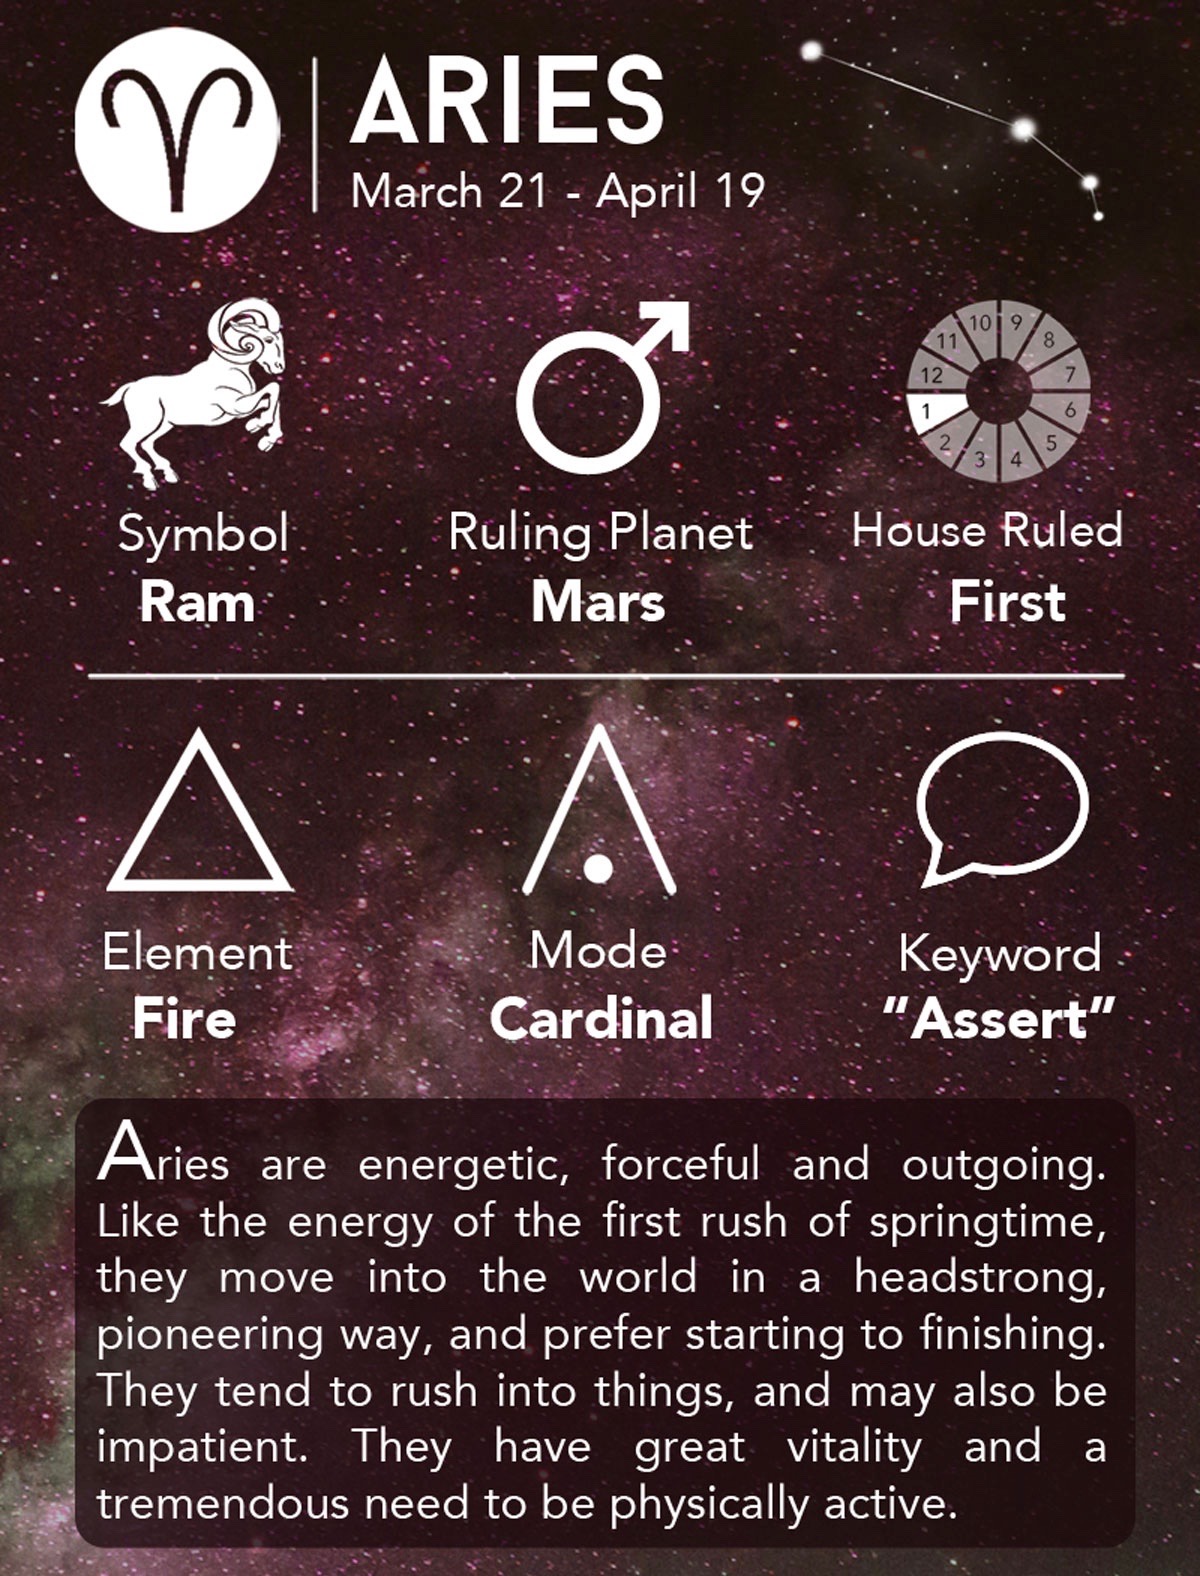 ARIES
March 21 - April 19
10 9
11 8
12 7
1 6
2 5
3 4
Symbol
Ram
Ruling Planet
Mars
House Ruled
First
Element
Fire
Mode
Cardinal
Keyword
“Assert”
Aries are energetic, forceful and outgoing.
Like the energy of the first rush of springtime,
they move into the world in a headstrong,
pioneering way, and prefer starting to finishing.
They tend to rush into things, and may also be
impatient. They have great vitality and a
tremendous need to be physically active.